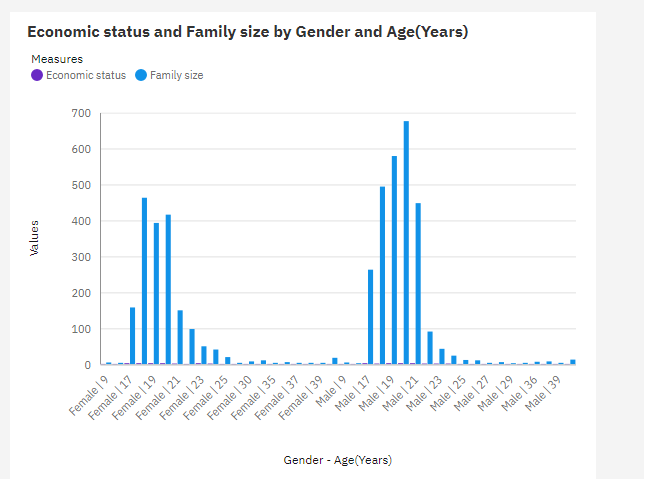 Economic status and Family size by Gender and Age(Years)
Measures
Economic status Family size
700
600
500
400
300
200
100
0
Values
Female | 9
Female | 17
Female | 19
Female | 21
Female | 23
Female | 25
Female | 30
Female | 35
Female | 37
Female | 39
Male | 9
Male | 17
Male | 19
Male | 21
Male | 23
Male | 25
Male | 27
Male | 29
Male | 36
Male | 39
Gender - Age(Years)